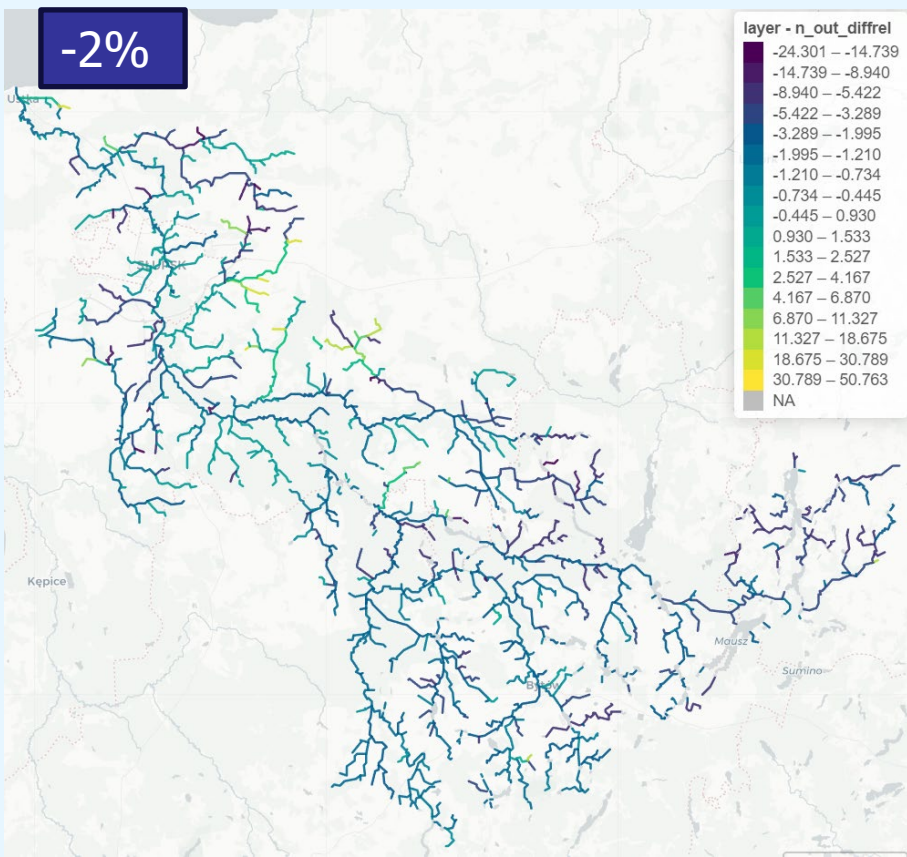 -2%
layer - n_out_diffrel
-24.301 – -14.739
-14.739 – -8.940
-8.940 – -5.422
-5.422 – -3.289
-3.289 – -1.995
-1.995 – -1.210
-1.210 – -0.734
-0.734 – -0.445
-0.445 – 0.930
0.930 – 1.533
1.533 – 2.527
2.527 – 4.167
4.167 – 6.870
6.870 – 11.327
11.327 – 18.675
18.675 – 30.789
30.789 – 50.763
NA
Ustka
SŁUPSK
Kępice
Mausz
Sumino
Bytów